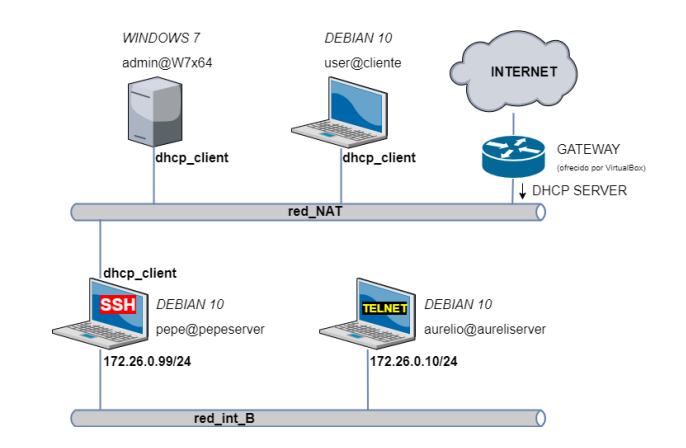 WINDOWS 7
admin@W7x64
dhcp_client
DEBIAN 10
user@cliente
dhcp_client
INTERNET
GATEWAY
(ofrecido por VirtualBox)
DHCP SERVER
red_NAT
dhcp_client
SSH
DEBIAN 10
pepe@pepeserver
172.26.0.99/24
TELNET
DEBIAN 10
aurelio@aureliserver
172.26.0.10/24
red_int_B